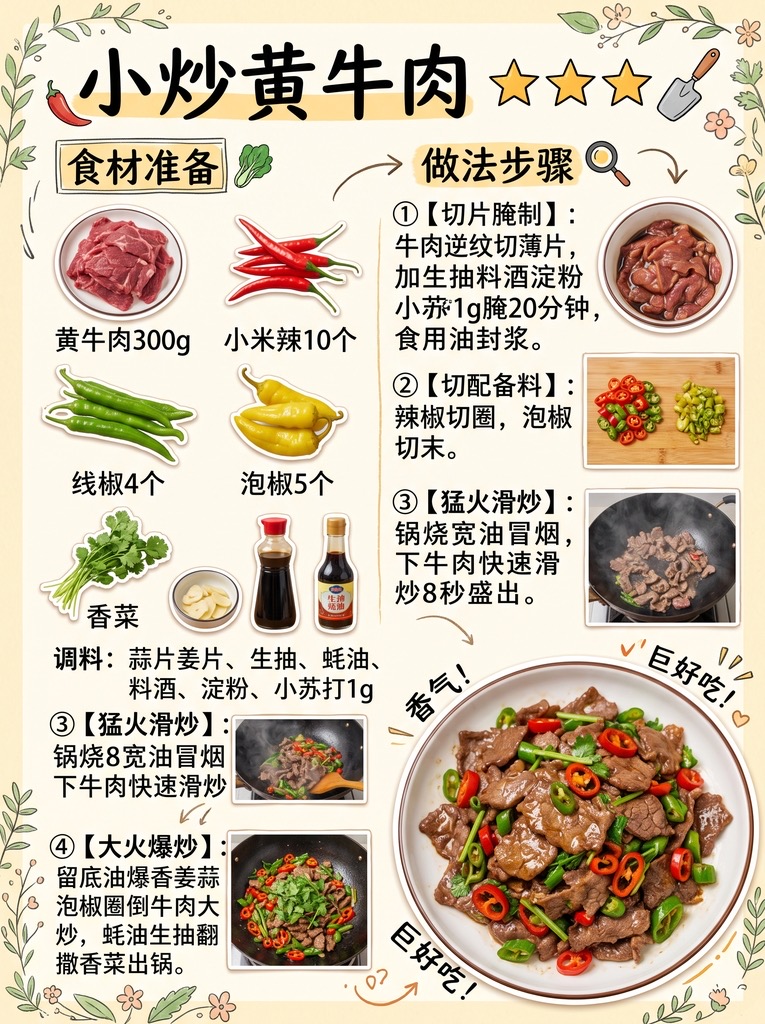 小炒黄牛肉
食材准备
黄牛肉300g
小米辣10个
线椒4个
泡椒5个
香菜
调料：蒜片姜片、生抽、蚝油、
料酒、淀粉、小苏打1g
做法步骤
①【切片腌制】：
牛肉逆纹切薄片，
加生抽料酒淀粉
小苏1g腌20分钟，
食用油封浆。
②【切配备料】：
辣椒切圈，泡椒
切末。
③【猛火滑炒】：
锅烧宽油冒烟，
下牛肉快速滑
炒8秒盛出。
③【猛火滑炒】：
锅烧8宽油冒烟
下牛肉快速滑炒
④【大火爆炒】：
留底油爆香姜蒜
泡椒圈倒牛肉大
炒，蚝油生抽翻
撒香菜出锅。
香气！
巨好吃！
巨好吃！